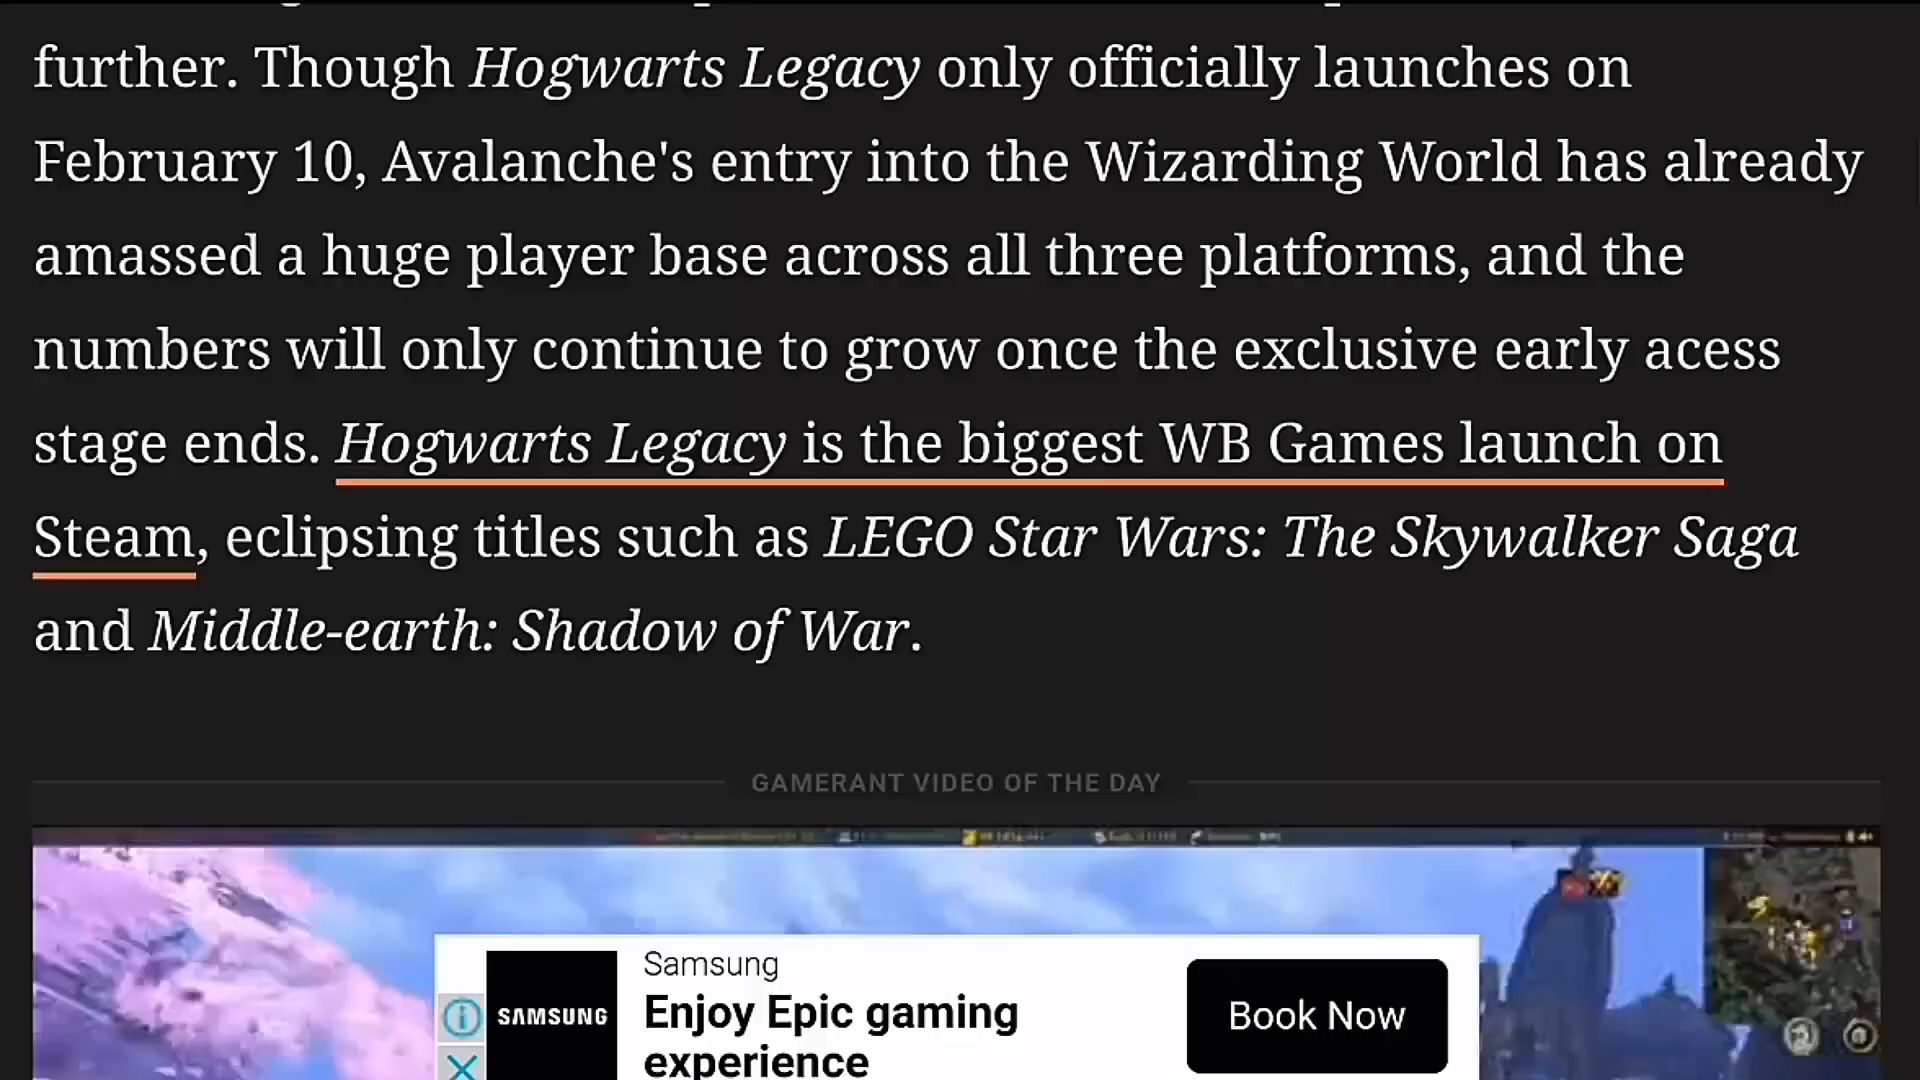 further. Though Hogwarts Legacy only officially launches on
February 10, Avalanche's entry into the Wizarding World has already
amassed a huge player base across all three platforms, and the
numbers will only continue to grow once the exclusive early acess
stage ends. Hogwarts Legacy is the biggest WB Games launch on
Steam, eclipsing titles such as LEGO Star Wars: The Skywalker Saga
and Middle-earth: Shadow of War.
GAMERANT VIDEO OF THE DAY
Samsung
SAMSUNG
Enjoy Epic gaming
experience
Book Now